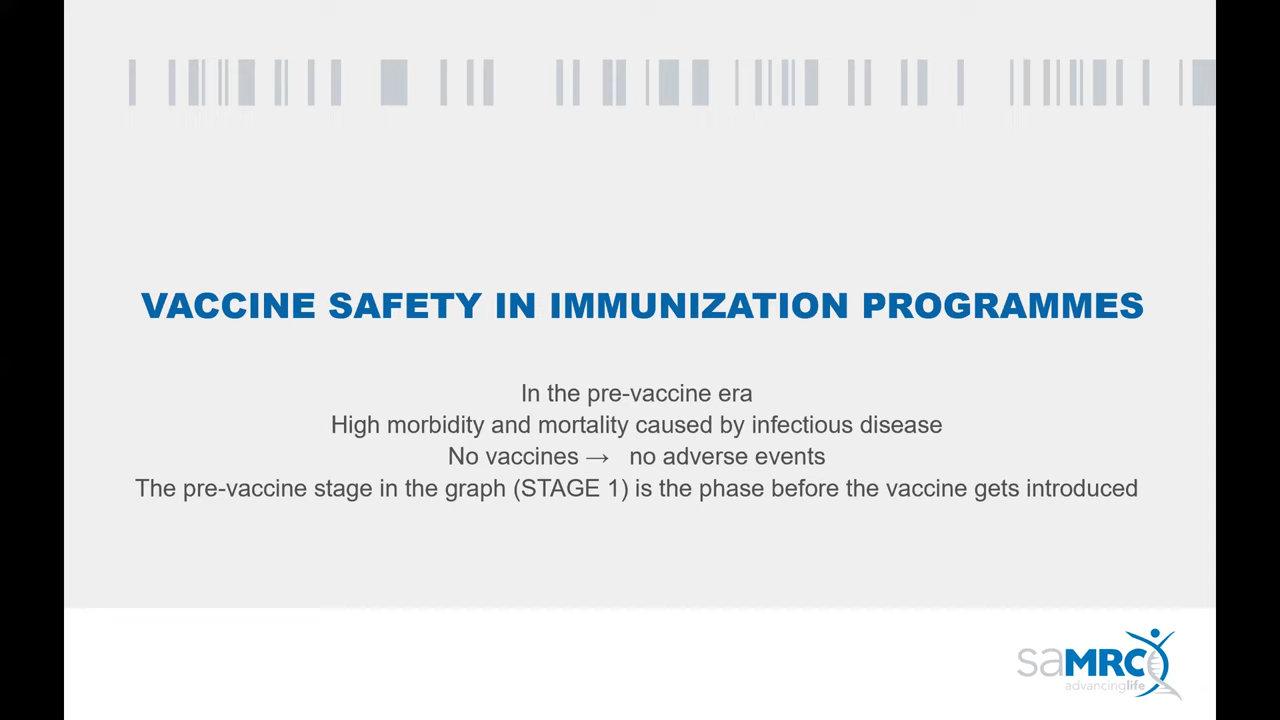 VACCINE SAFETY IN IMMUNIZATION PROGRAMMES
In the pre-vaccine era
High morbidity and mortality caused by infectious disease
No vaccines → no adverse events
The pre-vaccine stage in the graph (STAGE 1) is the phase before the vaccine gets introduced
saMRC
advancinglife